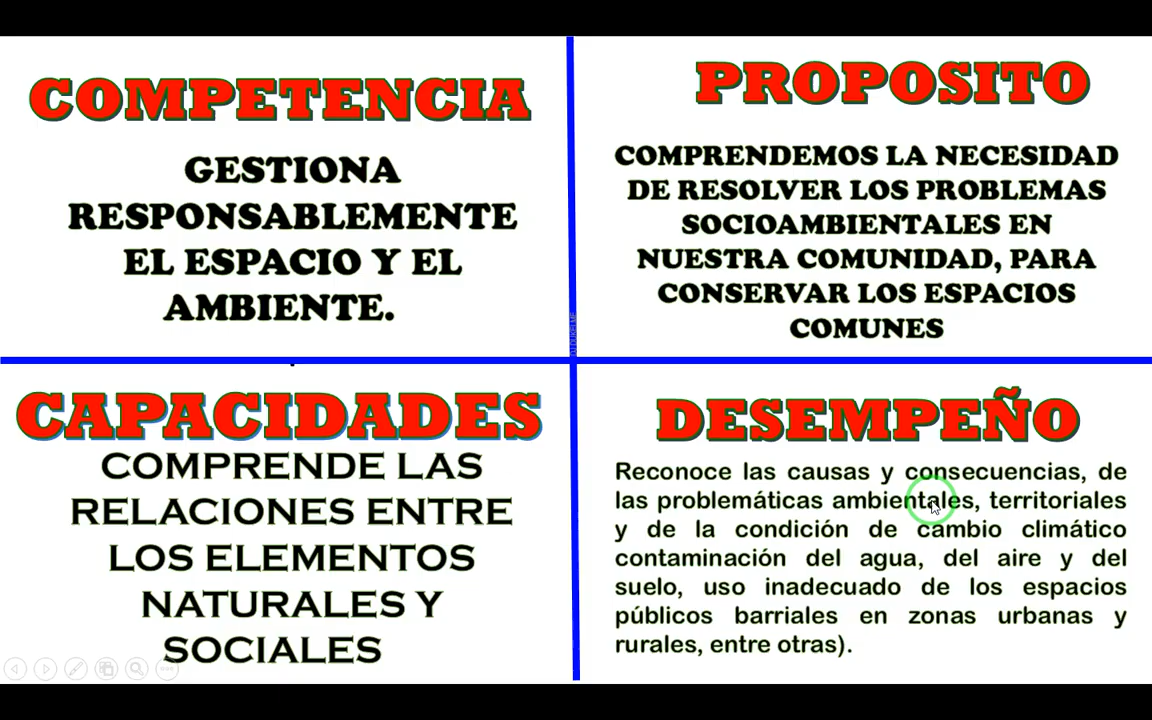 COMPETENCIA
GESTIONA
RESPONSABLEMENTE
EL ESPACIO Y EL
AMBIENTE.
PROPOSITO
COMPRENDEMOS LA NECESIDAD
DE RESOLVER LOS PROBLEMAS
SOCIOAMBIENTALES EN
NUESTRA COMUNIDAD, PARA
CONSERVAR LOS ESPACIOS
COMUNES
CAPACIDADES
COMPRENDE LAS
RELACIONES ENTRE
LOS ELEMENTOS
NATURALES Y
SOCIALES
DESEMPEÑO
Reconoce las causas y consecuencias, de
las problemáticas ambientales, territoriales
y de la condición de cambio climático
contaminación del agua, del aire y del
suelo, uso inadecuado de los espacios
públicos barriales en zonas urbanas y
rurales, entre otras).